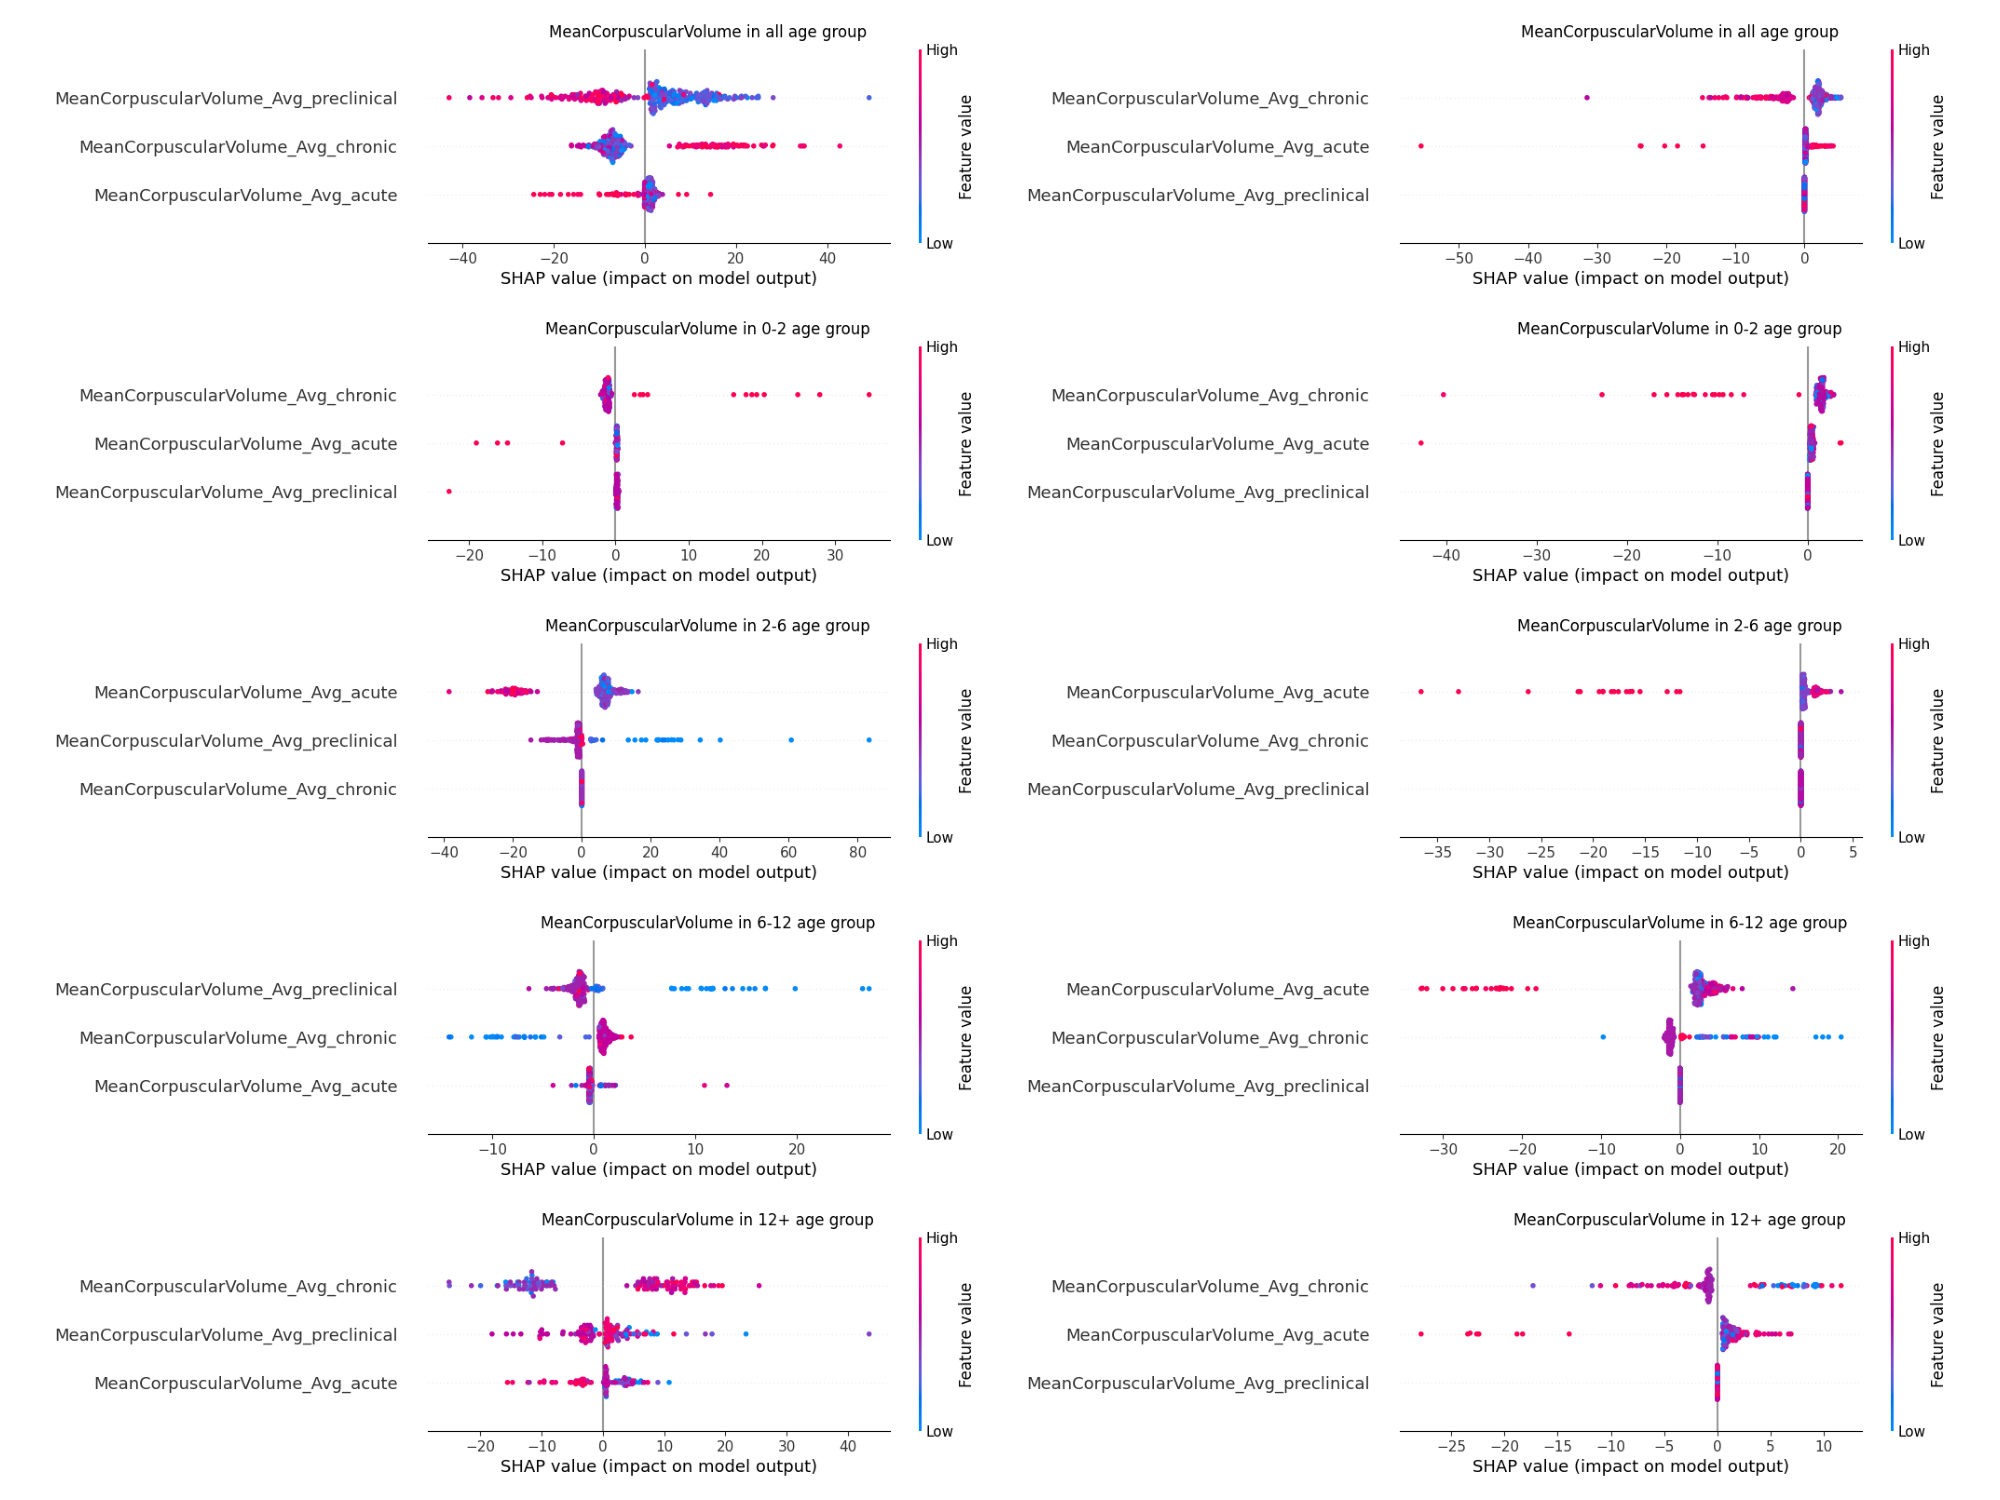 MeanCorpuscularVolume in all age group
High
MeanCorpuscularVolume_Avg_preclinical
MeanCorpuscularVolume_Avg_chronic
MeanCorpuscularVolume_Avg_acute
Feature value
Low
−40 −20 0 20 40
SHAP value (impact on model output)
MeanCorpuscularVolume in all age group
High
MeanCorpuscularVolume_Avg_chronic
MeanCorpuscularVolume_Avg_acute
MeanCorpuscularVolume_Avg_preclinical
Feature value
Low
−50 −40 −30 −20 −10 0
SHAP value (impact on model output)
MeanCorpuscularVolume in 0-2 age group
High
MeanCorpuscularVolume_Avg_chronic
MeanCorpuscularVolume_Avg_acute
MeanCorpuscularVolume_Avg_preclinical
Feature value
Low
−20 −10 0 10 20 30
SHAP value (impact on model output)
MeanCorpuscularVolume in 0-2 age group
High
MeanCorpuscularVolume_Avg_chronic
MeanCorpuscularVolume_Avg_acute
MeanCorpuscularVolume_Avg_preclinical
Feature value
Low
−40 −30 −20 −10 0
SHAP value (impact on model output)
MeanCorpuscularVolume in 2-6 age group
High
MeanCorpuscularVolume_Avg_acute
MeanCorpuscularVolume_Avg_preclinical
MeanCorpuscularVolume_Avg_chronic
Feature value
Low
−40 −20 0 20 40 60 80
SHAP value (impact on model output)
MeanCorpuscularVolume in 2-6 age group
High
MeanCorpuscularVolume_Avg_acute
MeanCorpuscularVolume_Avg_chronic
MeanCorpuscularVolume_Avg_preclinical
Feature value
Low
−35 −30 −25 −20 −15 −10 −5 0 5
SHAP value (impact on model output)
MeanCorpuscularVolume in 6-12 age group
High
MeanCorpuscularVolume_Avg_preclinical
MeanCorpuscularVolume_Avg_chronic
MeanCorpuscularVolume_Avg_acute
Feature value
Low
−10 0 10 20
SHAP value (impact on model output)
MeanCorpuscularVolume in 6-12 age group
High
MeanCorpuscularVolume_Avg_acute
MeanCorpuscularVolume_Avg_chronic
MeanCorpuscularVolume_Avg_preclinical
Feature value
Low
−30 −20 −10 0 10 20
SHAP value (impact on model output)
MeanCorpuscularVolume in 12+ age group
High
MeanCorpuscularVolume_Avg_chronic
MeanCorpuscularVolume_Avg_preclinical
MeanCorpuscularVolume_Avg_acute
Feature value
Low
−20 −10 0 10 20 30 40
SHAP value (impact on model output)
MeanCorpuscularVolume in 12+ age group
High
MeanCorpuscularVolume_Avg_chronic
MeanCorpuscularVolume_Avg_acute
MeanCorpuscularVolume_Avg_preclinical
Feature value
Low
−25 −20 −15 −10 −5 0 5 10
SHAP value (impact on model output)